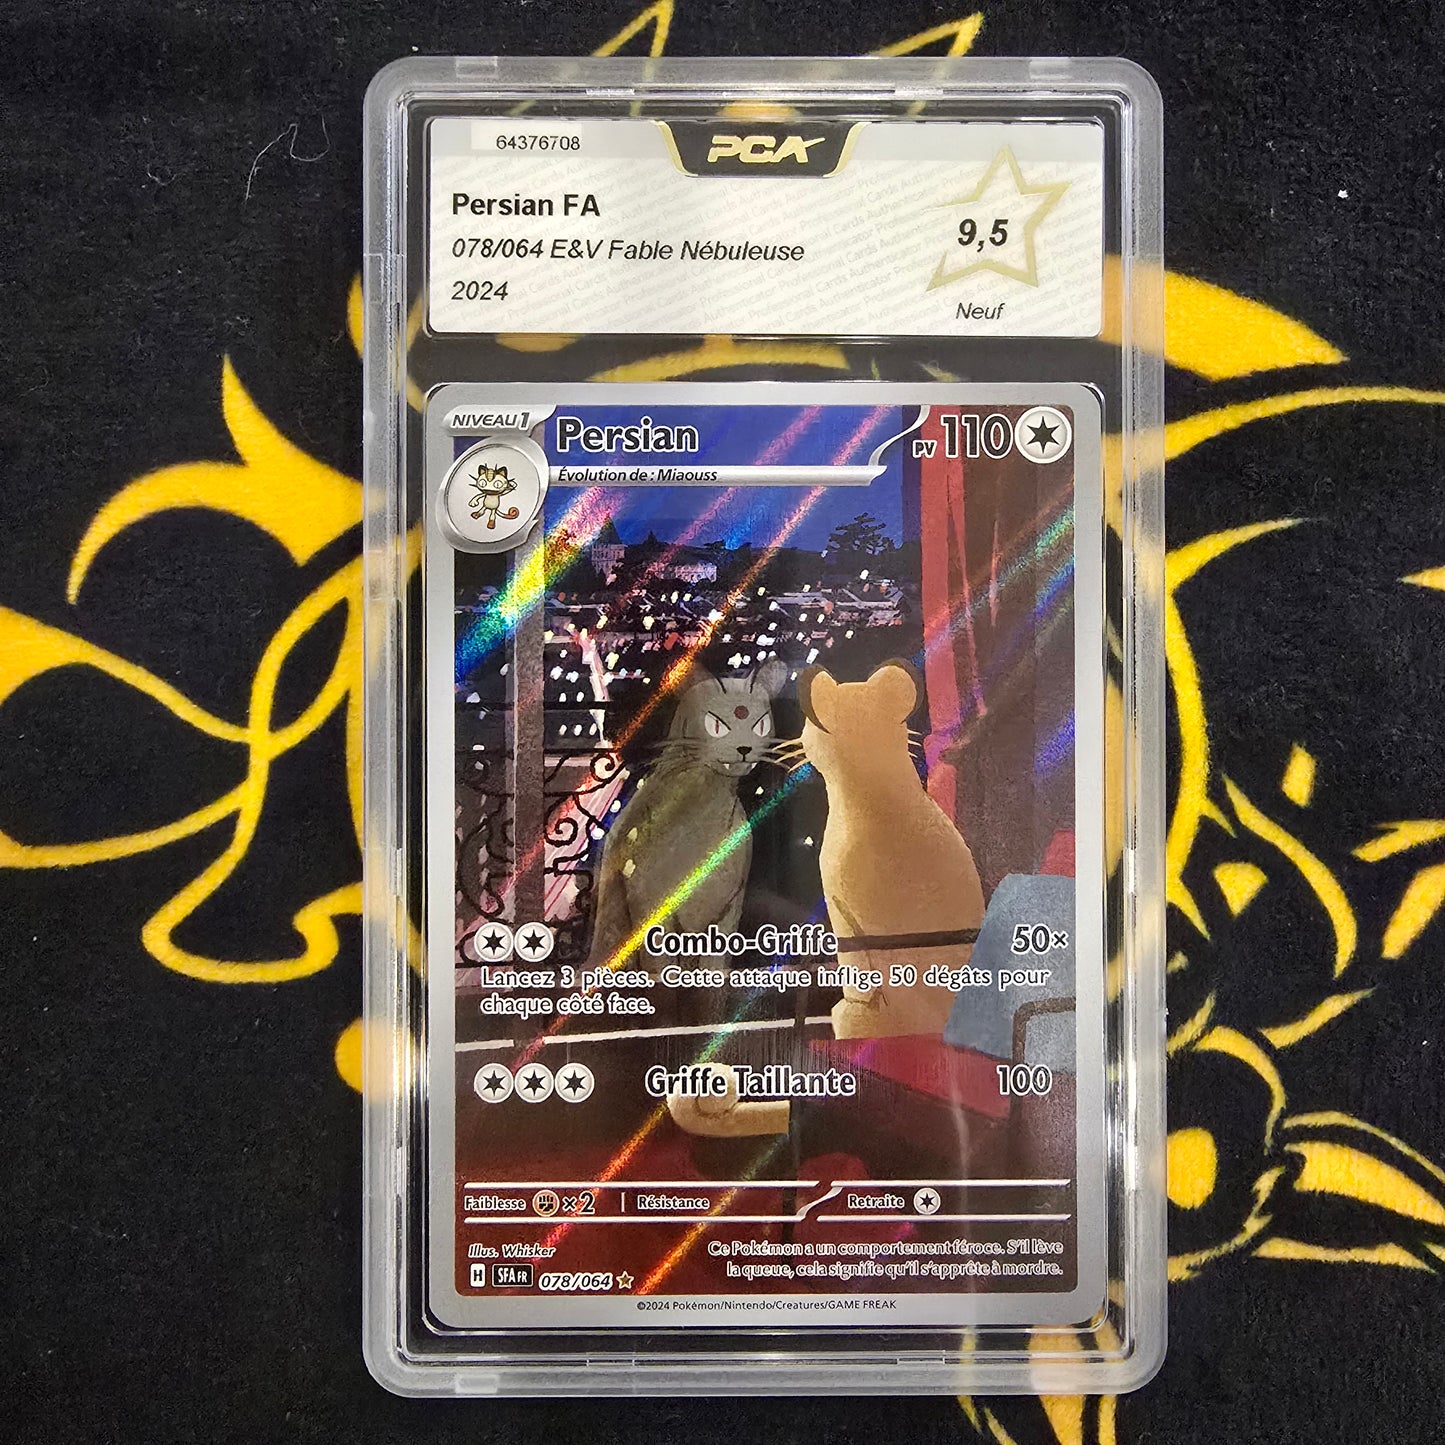 64376708
PCA
Persian FA
078/064 E&V Fable Nébuleuse
2024
9,5
Neuf
NIVEAU 1
Persian
PV 110
Évolution de : Miaouss
Combo-Griffe 50×
Lancez 3 pièces. Cette attaque inflige 50 dégâts pour
chaque côté face.
Griffe Taillante 100
Faiblesse ×2 Résistance Retraite
Illus. Whisker
Ce Pokémon a un comportement féroce. S'il lève
la queue, cela signifie qu'il s'apprête à mordre.
H SFA FR 078/064
©2024 Pokémon/Nintendo/Creatures/GAME FREAK